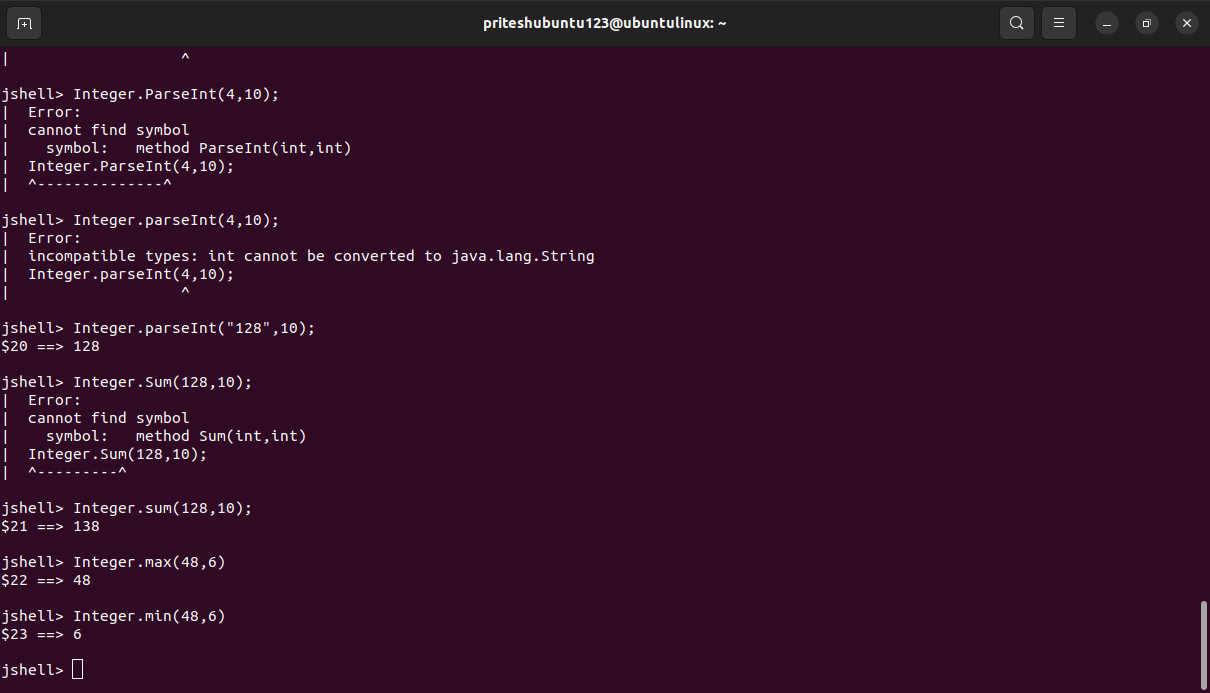 priteshubuntu123@ubuntulinux: ~
|                    ^
jshell> Integer.ParseInt(4,10);
|  Error:
|  cannot find symbol
|    symbol:   method ParseInt(int,int)
|  Integer.ParseInt(4,10);
|  ^--------------^
jshell> Integer.parseInt(4,10);
|  Error:
|  incompatible types: int cannot be converted to java.lang.String
|  Integer.parseInt(4,10);
|                   ^
jshell> Integer.parseInt("128",10);
$20 ==> 128
jshell> Integer.Sum(128,10);
|  Error:
|  cannot find symbol
|    symbol:   method Sum(int,int)
|  Integer.Sum(128,10);
|  ^---------^
jshell> Integer.sum(128,10);
$21 ==> 138
jshell> Integer.max(48,6)
$22 ==> 48
jshell> Integer.min(48,6)
$23 ==> 6
jshell>